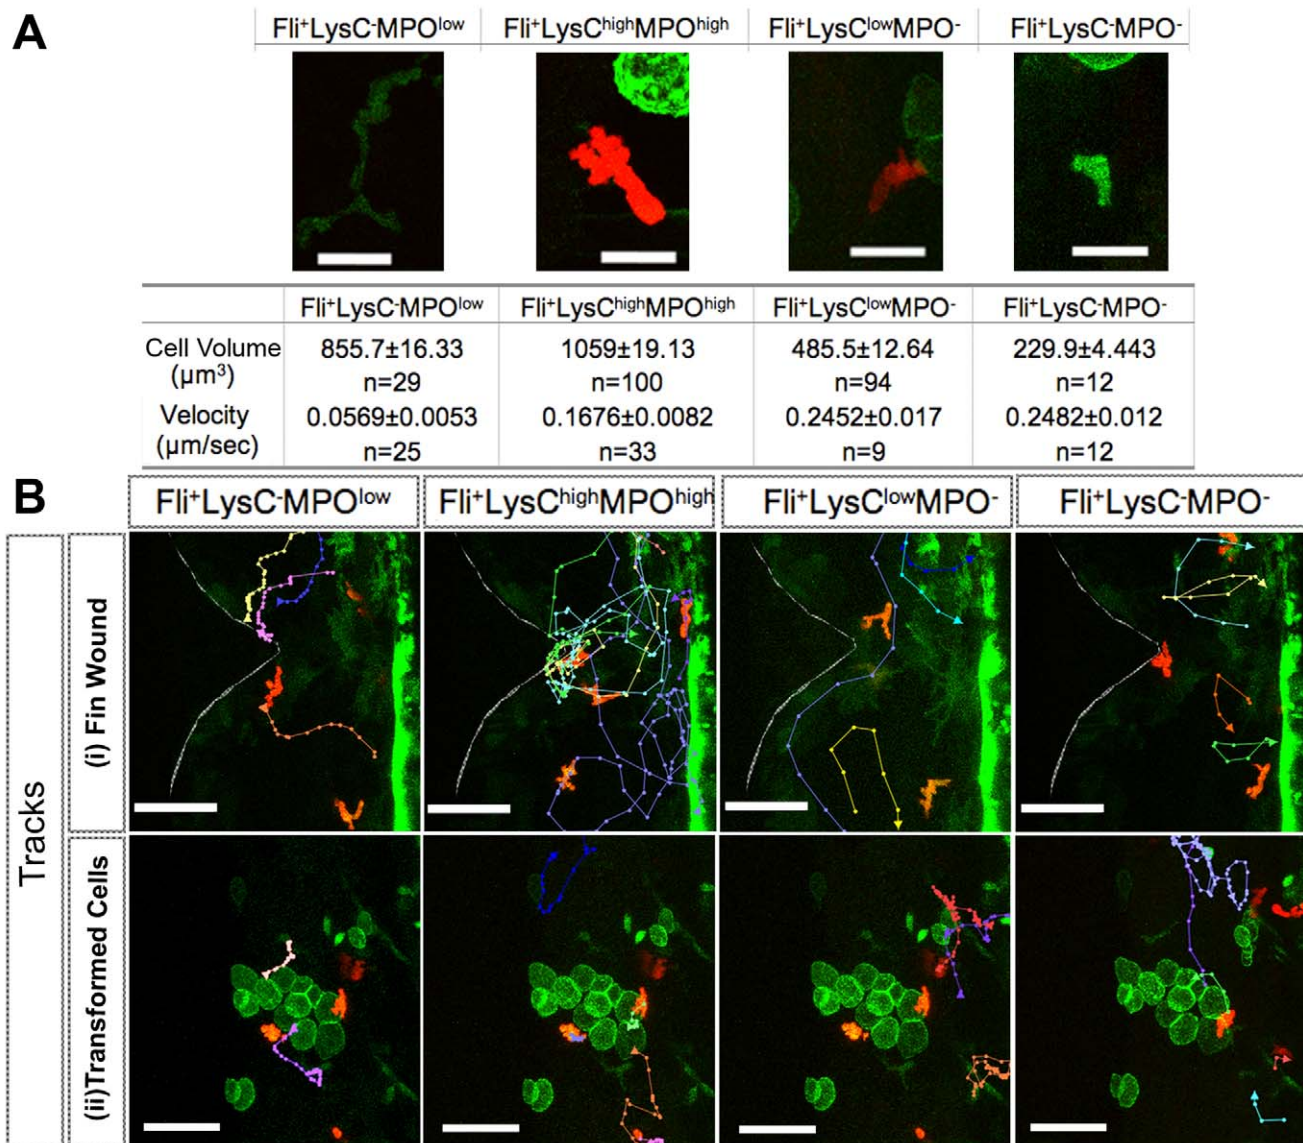 A
Fli⁺LysC⁻MPOˡᵒʷ Fli⁺LysCʰⁱᵍʰMPOʰⁱᵍʰ Fli⁺LysCˡᵒʷMPO⁻ Fli⁺LysC⁻MPO⁻
Fli⁺LysC⁻MPOˡᵒʷ Fli⁺LysCʰⁱᵍʰMPOʰⁱᵍʰ Fli⁺LysCˡᵒʷMPO⁻ Fli⁺LysC⁻MPO⁻
Cell Volume 855.7±16.33 1059±19.13 485.5±12.64 229.9±4.443
(µm³) n=29 n=100 n=94 n=12
Velocity 0.0569±0.0053 0.1676±0.0082 0.2452±0.017 0.2482±0.012
(µm/sec) n=25 n=33 n=9 n=12
B
Fli⁺LysC⁻MPOˡᵒʷ Fli⁺LysCʰⁱᵍʰMPOʰⁱᵍʰ Fli⁺LysCˡᵒʷMPO⁻ Fli⁺LysC⁻MPO⁻
Tracks
(i) Fin Wound
(ii)Transformed Cells